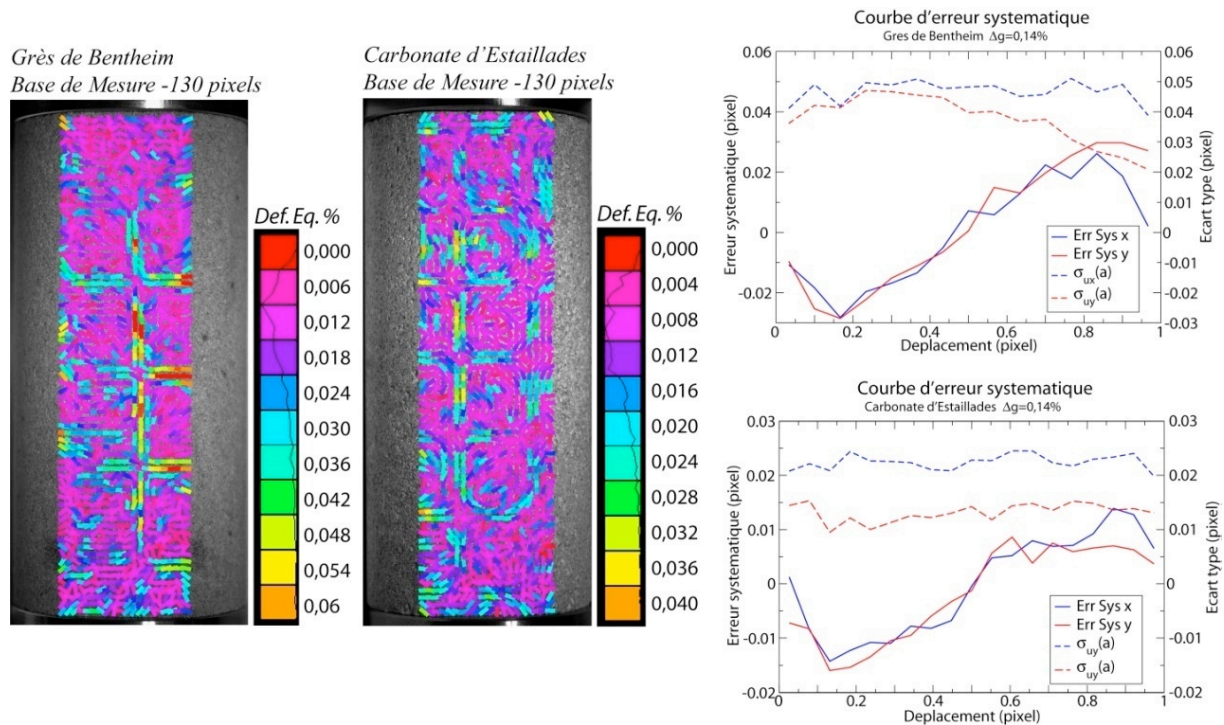 Grès de Bentheim
Base de Mesure -130 pixels
Def. Eq. %
0,000
0,006
0,012
0,018
0,024
0,030
0,036
0,042
0,048
0,054
0,06
Carbonate d'Estaillades
Base de Mesure -130 pixels
Def. Eq. %
0,000
0,004
0,008
0,012
0,016
0,020
0,024
0,028
0,032
0,036
0,040
Courbe d'erreur systematique
Gres de Bentheim Δg=0,14%
Erreur systematique (pixel)
0.06
0.04
0.02
0
-0.02
Ecart type (pixel)
0.06
0.05
0.04
0.03
0.02
0.01
0
-0.01
-0.02
-0.03
Err Sys x
Err Sys y
σux(a)
σuy(a)
0 0.2 0.4 0.6 0.8 1
Deplacement (pixel)
Courbe d'erreur systematique
Carbonate d'Estaillades Δg=0,14%
Erreur systematique (pixel)
0.03
0.02
0.01
0
-0.01
-0.02
Ecart type (pixel)
0.03
0.02
0.01
0.00
-0.01
-0.02
Err Sys x
Err Sys y
σuy(a)
σuy(a)
0 0.2 0.4 0.6 0.8 1
Deplacement (pixel)